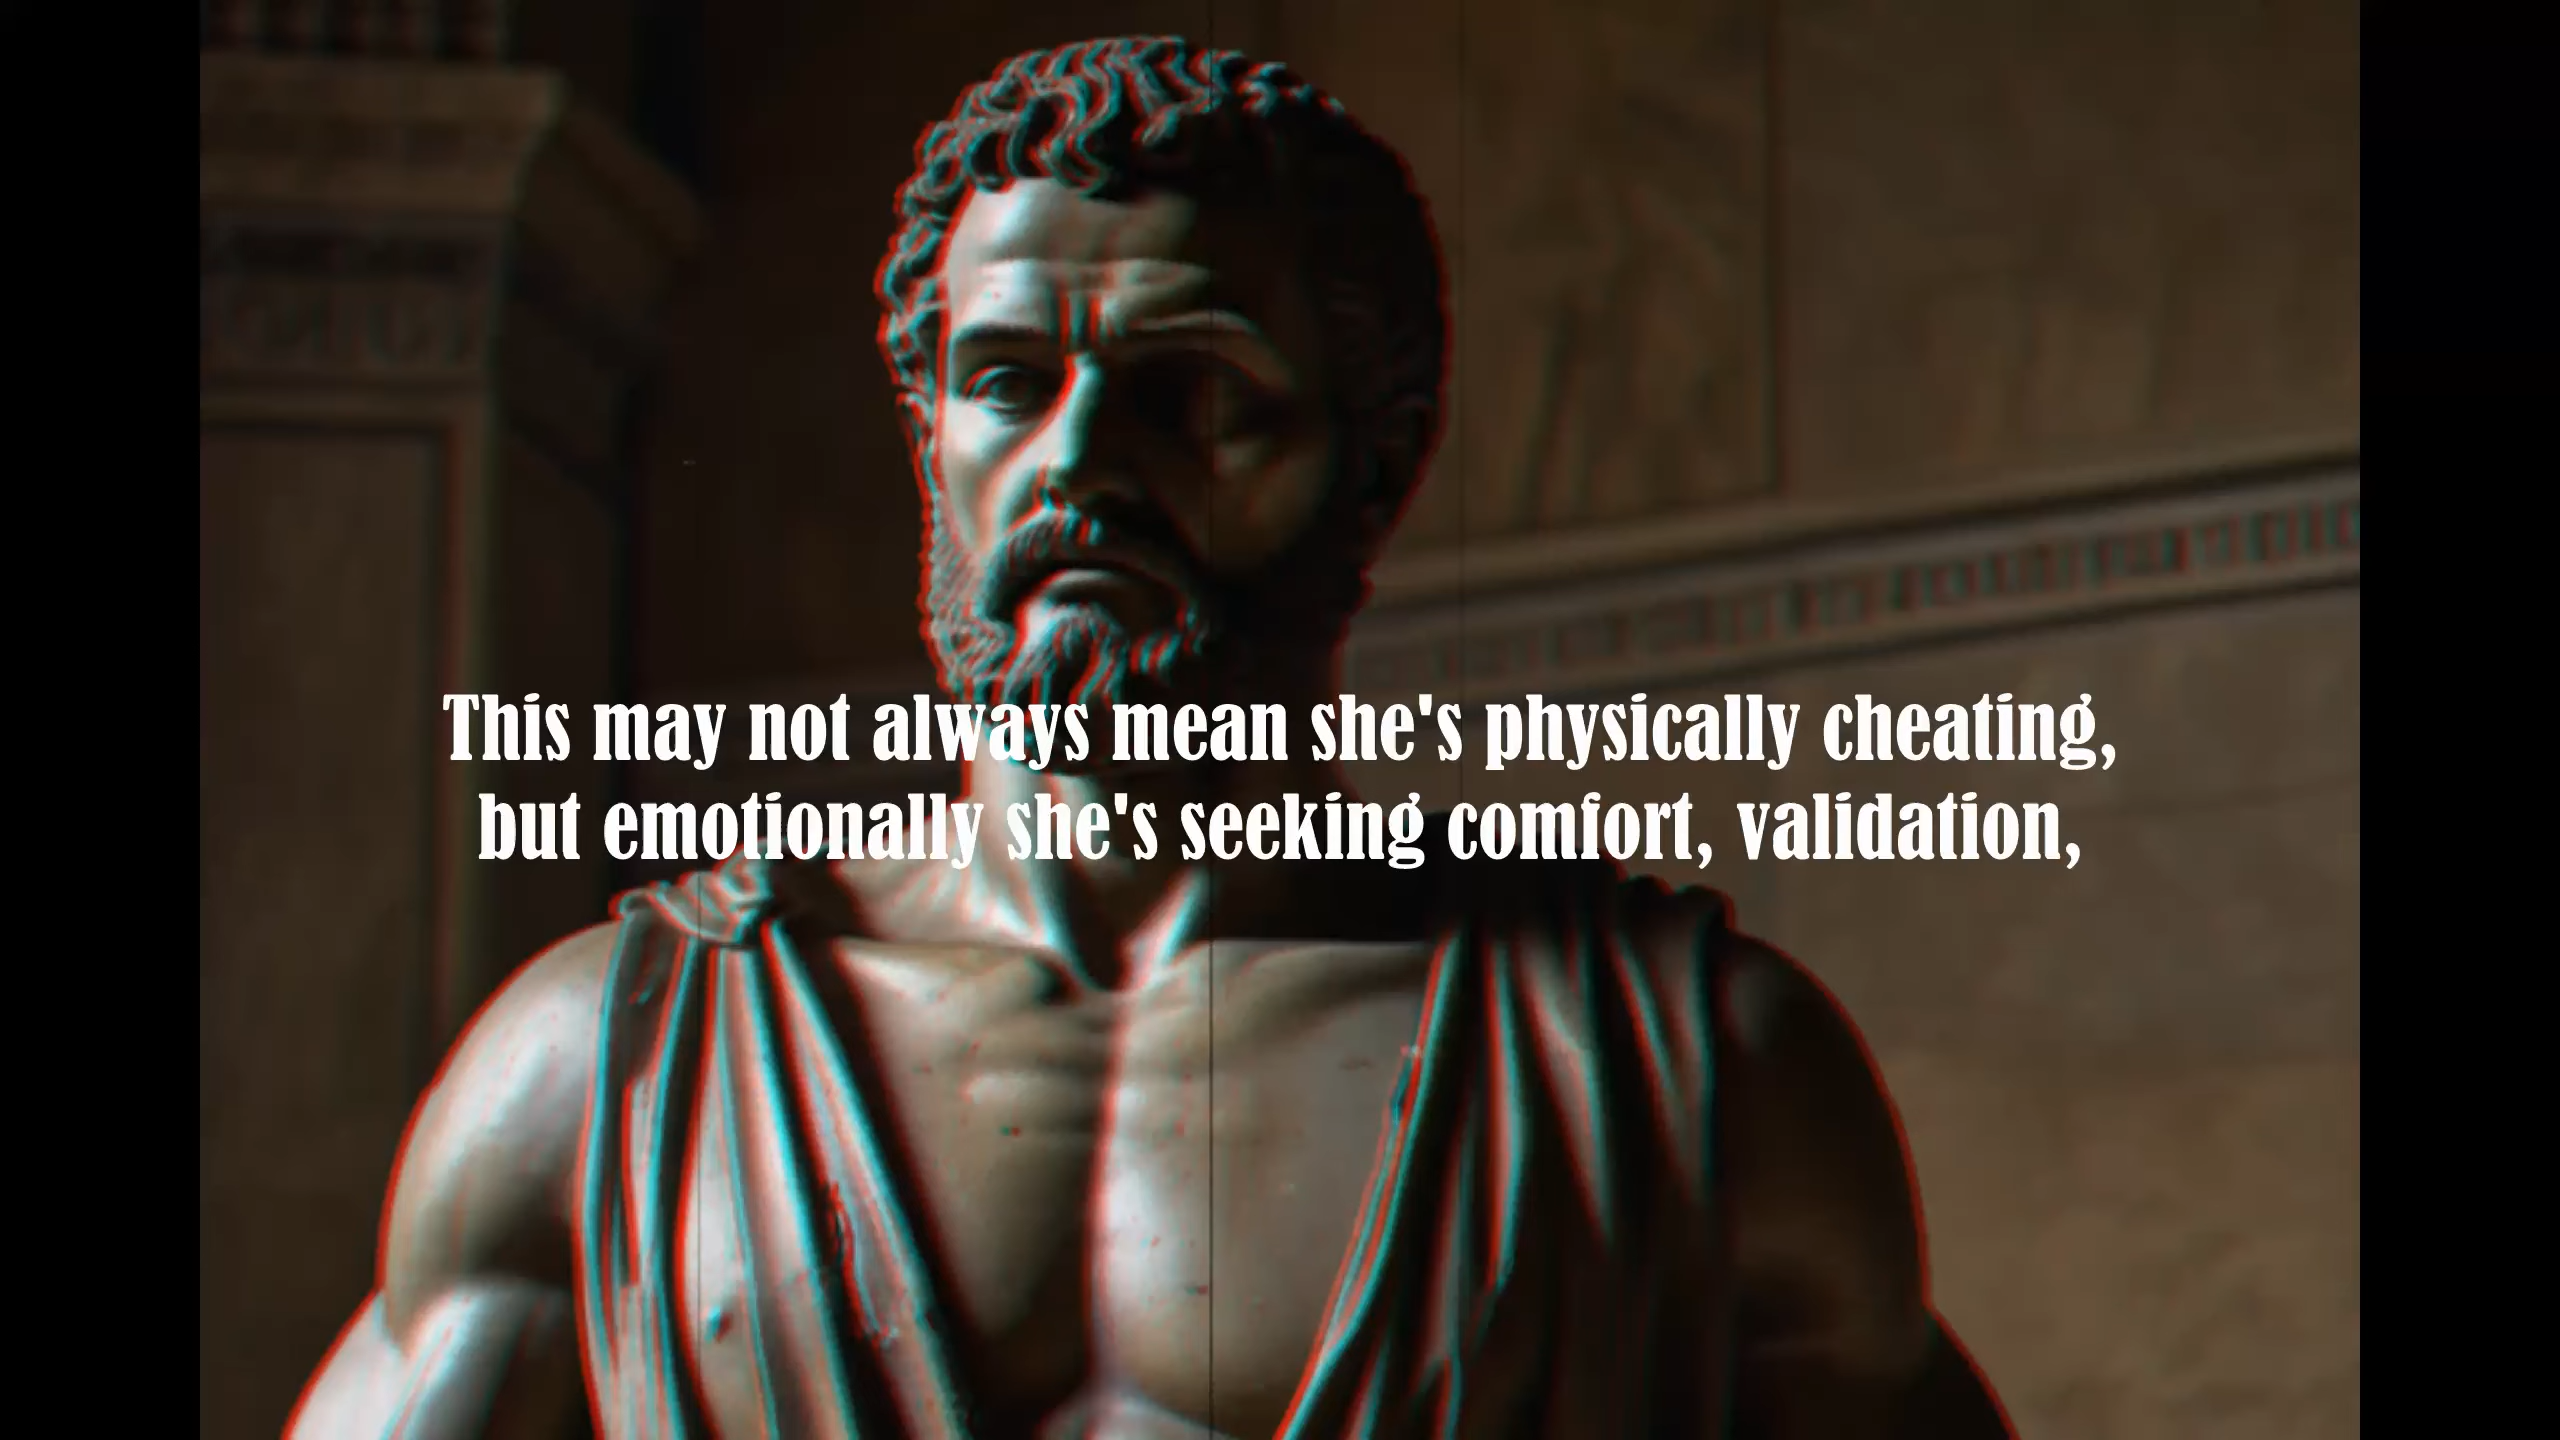 This may not always mean she's physically cheating,
but emotionally she's seeking comfort, validation,